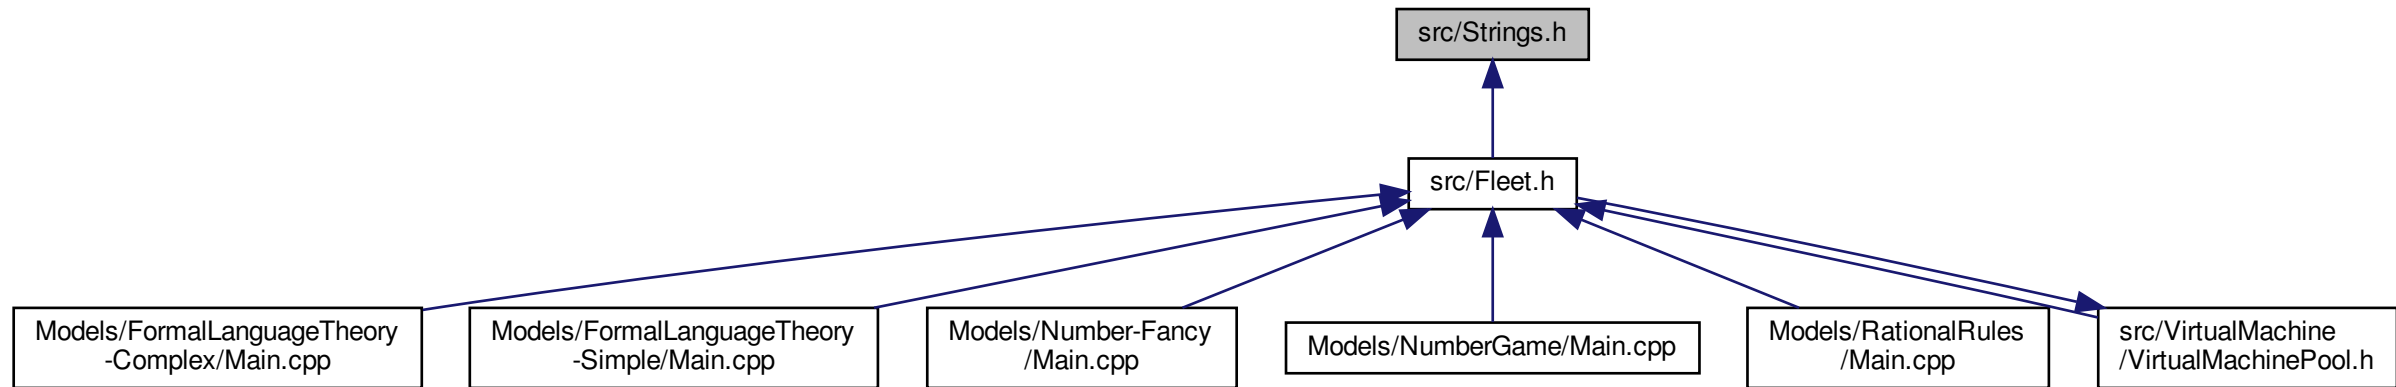 src/Strings.h
src/Fleet.h
Models/FormalLanguageTheory
-Complex/Main.cpp
Models/FormalLanguageTheory
-Simple/Main.cpp
Models/Number-Fancy
/Main.cpp
Models/NumberGame/Main.cpp
Models/RationalRules
/Main.cpp
src/VirtualMachine
/VirtualMachinePool.h